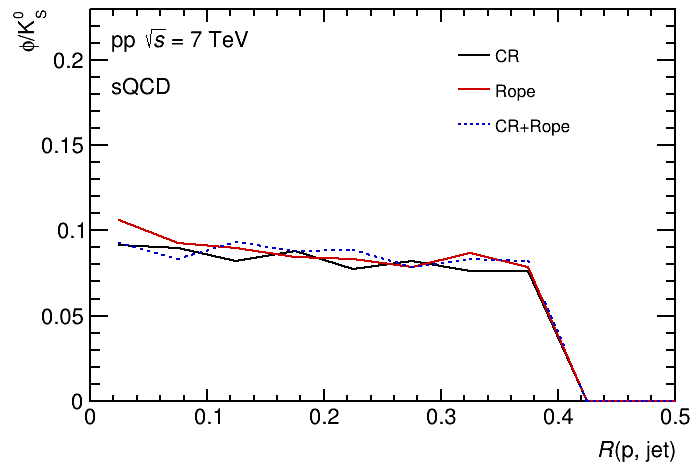 ϕ/K⁰ₛ
pp √s = 7 TeV
sQCD
CR
Rope
CR+Rope
0.2
0.15
0.1
0.05
0
0 0.1 0.2 0.3 0.4 0.5
R(p, jet)